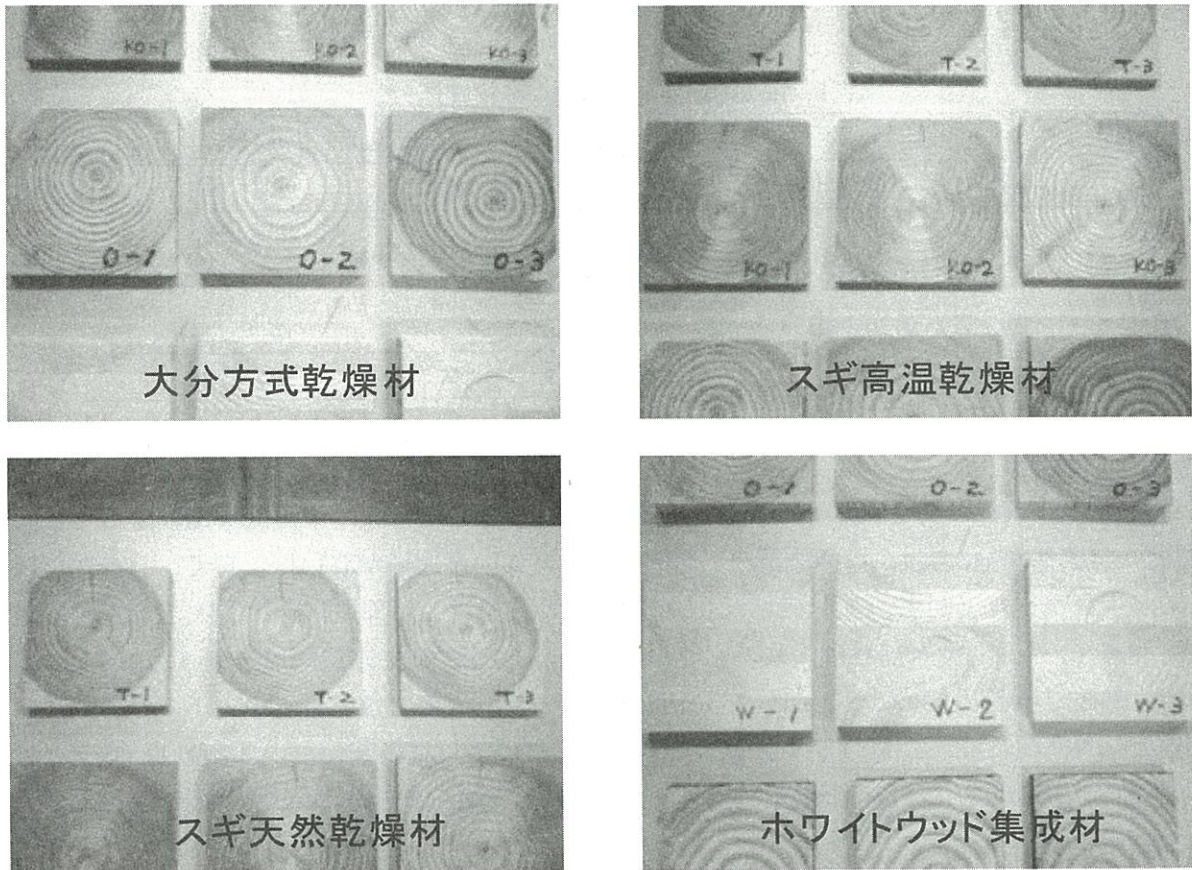 KO-1 KO-2 KO-3
O-1 O-2 O-3
大分方式乾燥材
T-1 T-2 T-3
KO-1 KO-2 KO-3
スギ高温乾燥材
T-1 T-2 T-3
スギ天然乾燥材
O-1 O-2 O-3
W-1 W-2 W-3
ホワイトウッド集成材